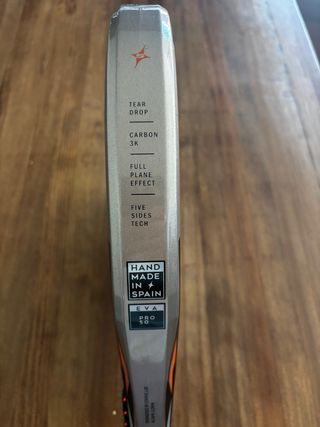 TEAR
DROP
CARBON
3K
FULL
PLANE
EFFECT
FIVE
SIDES
TECH
HAND
MADE
IN
SPAIN
EVA
PRO
50